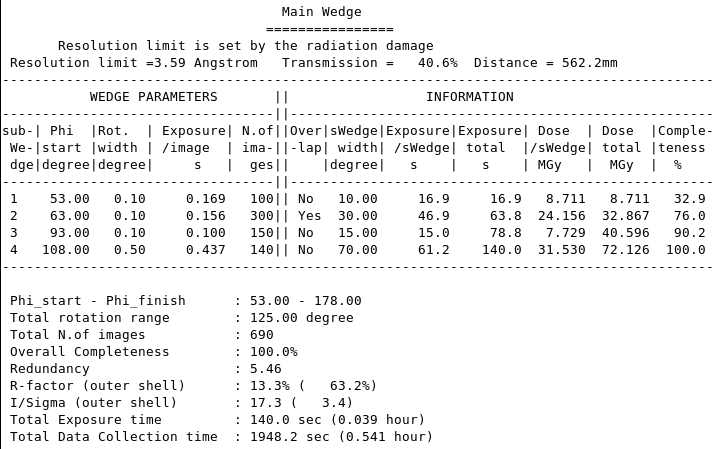 Main Wedge
================
Resolution limit is set by the radiation damage
Resolution limit =3.59 Angstrom   Transmission =   40.6%  Distance = 562.2mm
-----------------------------------------------------------------------------------------
           WEDGE PARAMETERS       ||                 INFORMATION
----------------------------------||-----------------------------------------------------
sub-| Phi  |Rot.  | Exposure| N.of||Over|sWedge|Exposure|Exposure| Dose  | Dose  |Comple-
We-|start |width | /image  | ima-||-lap| width| /sWedge| total  |/sWedge| total |teness
dge|degree|degree|     s   |  ges||    |degree|   s    |   s    | MGy   |  MGy  |  %
----------------------------------||-----------------------------------------------------
1    53.00   0.10     0.169   100|| No   10.00     16.9     16.9   8.711   8.711   32.9
2    63.00   0.10     0.156   300|| Yes  30.00     46.9     63.8  24.156  32.867   76.0
3    93.00   0.10     0.100   150|| No   15.00     15.0     78.8   7.729  40.596   90.2
4   108.00   0.50     0.437   140|| No   70.00     61.2    140.0  31.530  72.126  100.0
-----------------------------------------------------------------------------------------
Phi_start - Phi_finish      : 53.00 - 178.00
Total rotation range        : 125.00 degree
Total N.of images           : 690
Overall Completeness        : 100.0%
Redundancy                  : 5.46
R-factor (outer shell)      : 13.3% (   63.2%)
I/Sigma (outer shell)       : 17.3 (   3.4)
Total Exposure time         : 140.0 sec (0.039 hour)
Total Data Collection time  : 1948.2 sec (0.541 hour)